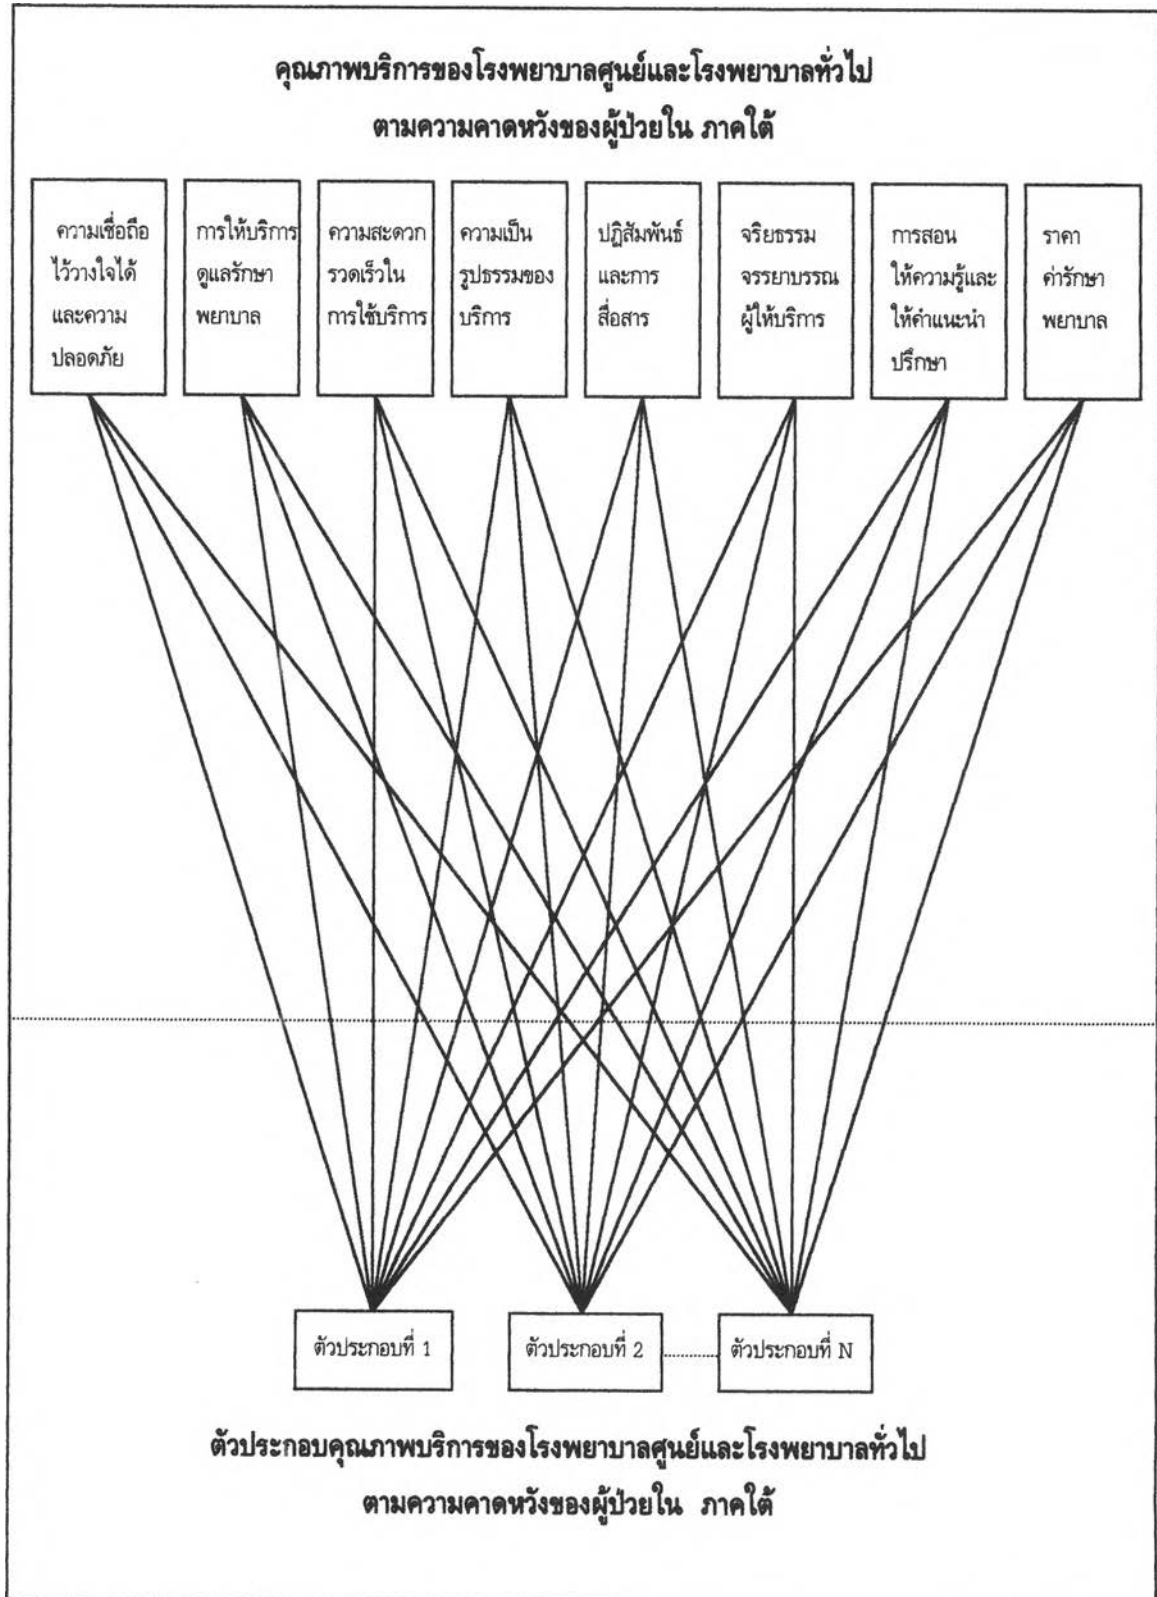 คุณภาพบริการของโรงพยาบาลศูนย์และโรงพยาบาลทั่วไป
ตามความคาดหวังของผู้ป่วยใน ภาคใต้
ความเชื่อถือ
ไว้วางใจได้
และความ
ปลอดภัย
การให้บริการ
ดูแลรักษา
พยาบาล
ความสะดวก
รวดเร็วใน
การใช้บริการ
ความเป็น
รูปธรรมของ
บริการ
ปฏิสัมพันธ์
และการ
สื่อสาร
จริยธรรม
จรรยาบรรณ
ผู้ให้บริการ
การสอน
ให้ความรู้และ
ให้คำแนะนำ
ปรึกษา
ราคา
ค่ารักษา
พยาบาล
ตัวประกอบที่ 1
ตัวประกอบที่ 2
ตัวประกอบที่ N
ตัวประกอบคุณภาพบริการของโรงพยาบาลศูนย์และโรงพยาบาลทั่วไป
ตามความคาดหวังของผู้ป่วยใน ภาคใต้